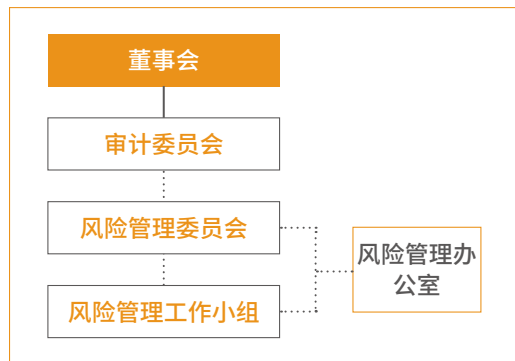 董事会
审计委员会
风险管理委员会
风险管理办
公室
风险管理工作小组